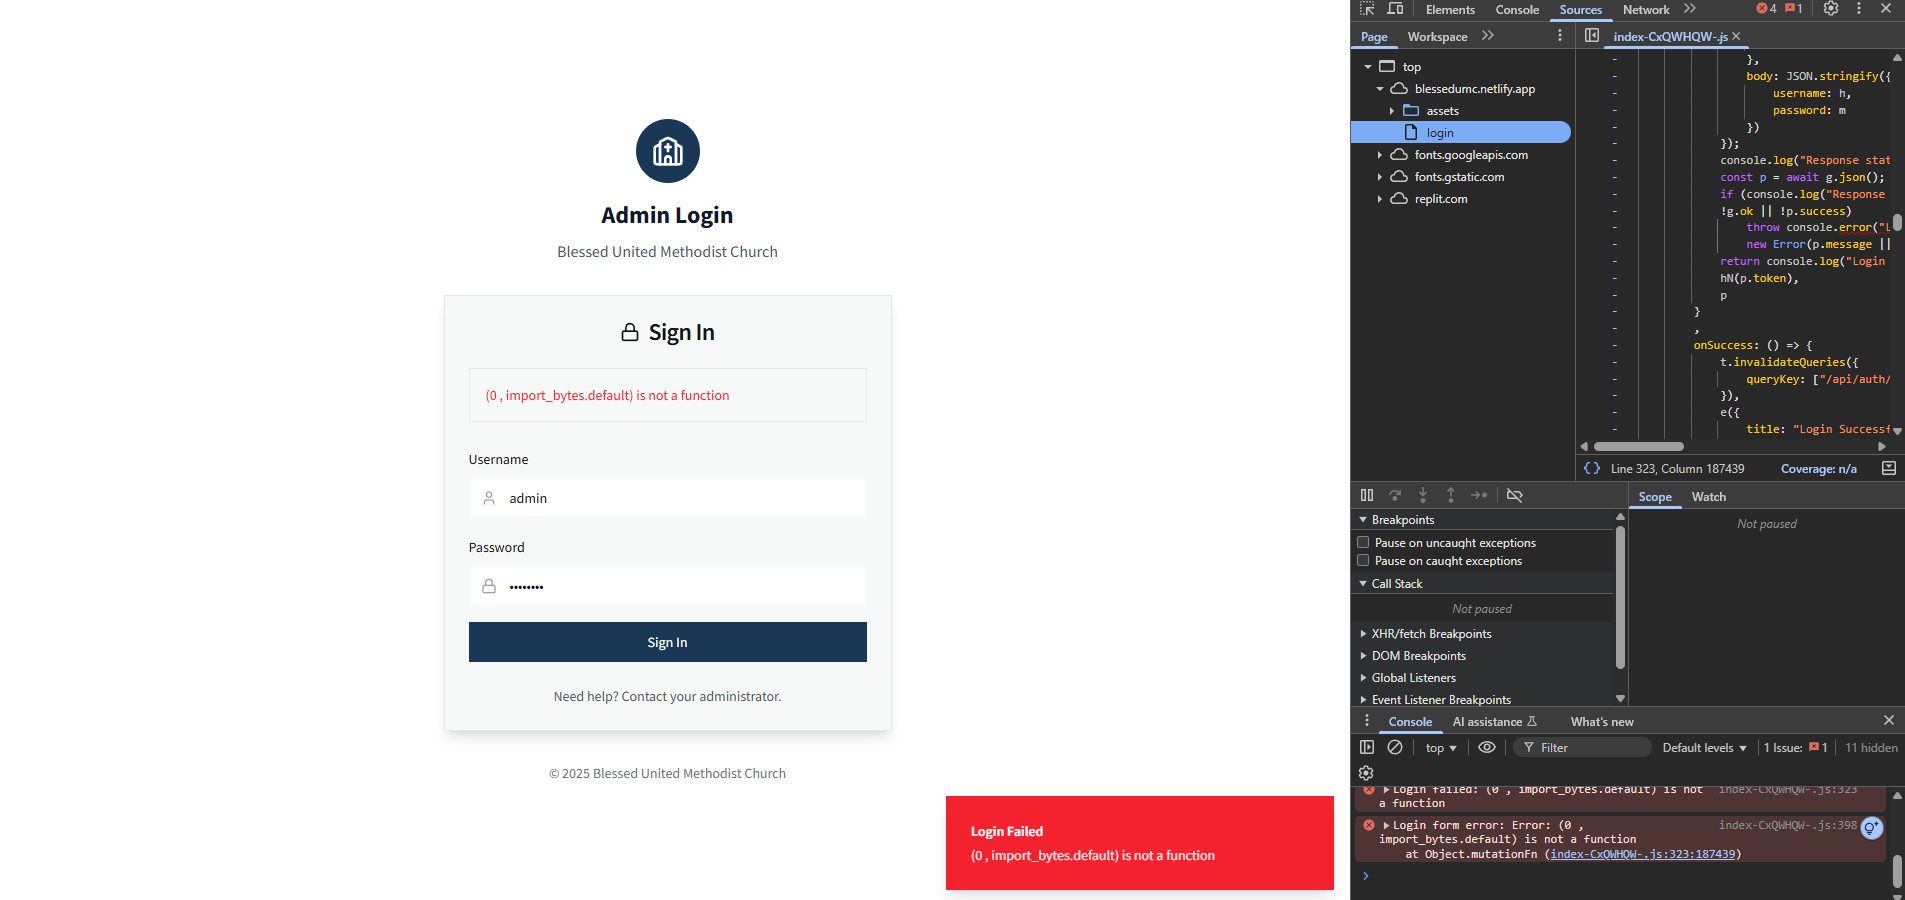 Admin Login
Blessed United Methodist Church
Sign In
(0 , import_bytes.default) is not a function
Username
admin
Password
••••••••
Sign In
Need help? Contact your administrator.
© 2025 Blessed United Methodist Church
Login Failed
(0 , import_bytes.default) is not a function
Elements Console Sources Network 4 1
Page Workspace
top
blessedumc.netlify.app
assets
login
fonts.googleapis.com
fonts.gstatic.com
replit.com
index-CxQWHQW-.js
},
body: JSON.stringify({
username: h,
password: m
})
});
console.log("Response stat
const p = await g.json();
if (console.log("Response
!g.ok || !p.success)
throw console.error("L
new Error(p.message ||
return console.log("Login
hN(p.token),
p
}
,
onSuccess: () => {
t.invalidateQueries({
queryKey: ["/api/auth/
}),
e({
title: "Login Successf
{} Line 323, Column 187439 Coverage: n/a
Breakpoints
Pause on uncaught exceptions
Pause on caught exceptions
Call Stack
Not paused
XHR/fetch Breakpoints
DOM Breakpoints
Global Listeners
Event Listener Breakpoints
Scope Watch
Not paused
Console AI assistance What's new
top Filter Default levels 1 Issue: 1 11 hidden
Login failed: (0 , import_bytes.default) is not index-CxQWHQW-.js:323
a function
Login form error: Error: (0 , index-CxQWHQW-.js:398
import_bytes.default) is not a function
at Object.mutationFn (index-CxQWHQW-.js:323:187439)